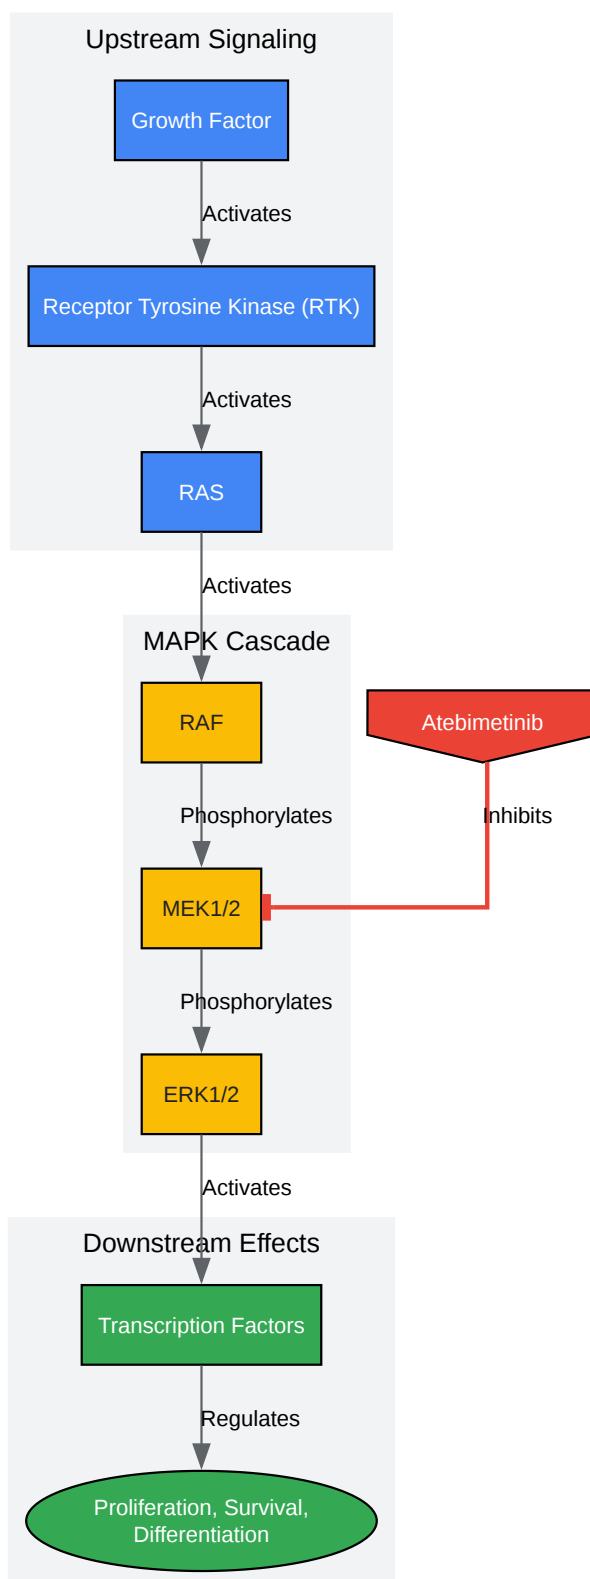 Upstream Signaling
Growth Factor
Activates
Receptor Tyrosine Kinase (RTK)
Activates
RAS
Activates
MAPK Cascade
RAF
Atebimetinib
Phosphorylates
Inhibits
MEK1/2
Phosphorylates
ERK1/2
Activates
Downstream Effects
Transcription Factors
Regulates
Proliferation, Survival,
Differentiation